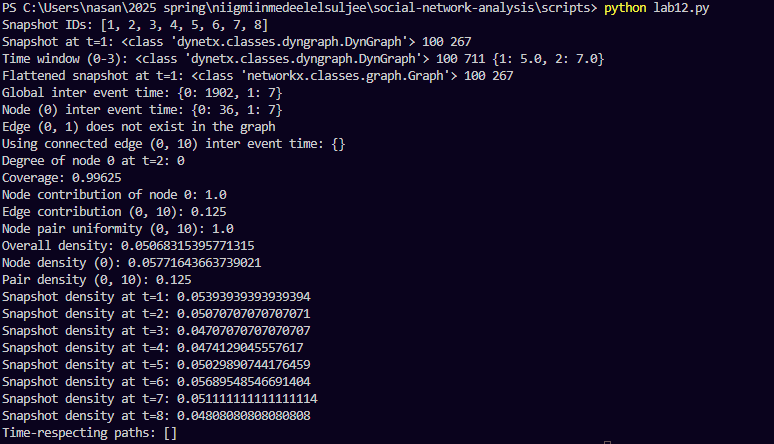 PS C:\Users\nasan\2025 spring\niigmiinmedeelelsuljee\social-network-analysis\scripts> python lab12.py
Snapshot IDs: [1, 2, 3, 4, 5, 6, 7, 8]
Snapshot at t=1: <class 'dynetx.classes.dyngraph.DynGraph'> 100 267
Time window (0-3): <class 'dynetx.classes.dyngraph.DynGraph'> 100 711 {1: 5.0, 2: 7.0}
Flattened snapshot at t=1: <class 'networkx.classes.graph.Graph'> 100 267
Global inter event time: {0: 1902, 1: 7}
Node (0) inter event time: {0: 36, 1: 7}
Edge (0, 1) does not exist in the graph
Using connected edge (0, 10) inter event time: {}
Degree of node 0 at t=2: 0
Coverage: 0.99625
Node contribution of node 0: 1.0
Edge contribution (0, 10): 0.125
Node pair uniformity (0, 10): 1.0
Overall density: 0.05068315395771315
Node density (0): 0.05771643663739021
Pair density (0, 10): 0.125
Snapshot density at t=1: 0.05393939393939394
Snapshot density at t=2: 0.05070707070707071
Snapshot density at t=3: 0.04707070707070707
Snapshot density at t=4: 0.0474129045557617
Snapshot density at t=5: 0.05029890744176459
Snapshot density at t=6: 0.05689548546691404
Snapshot density at t=7: 0.051111111111111114
Snapshot density at t=8: 0.04808080808080808
Time-respecting paths: []